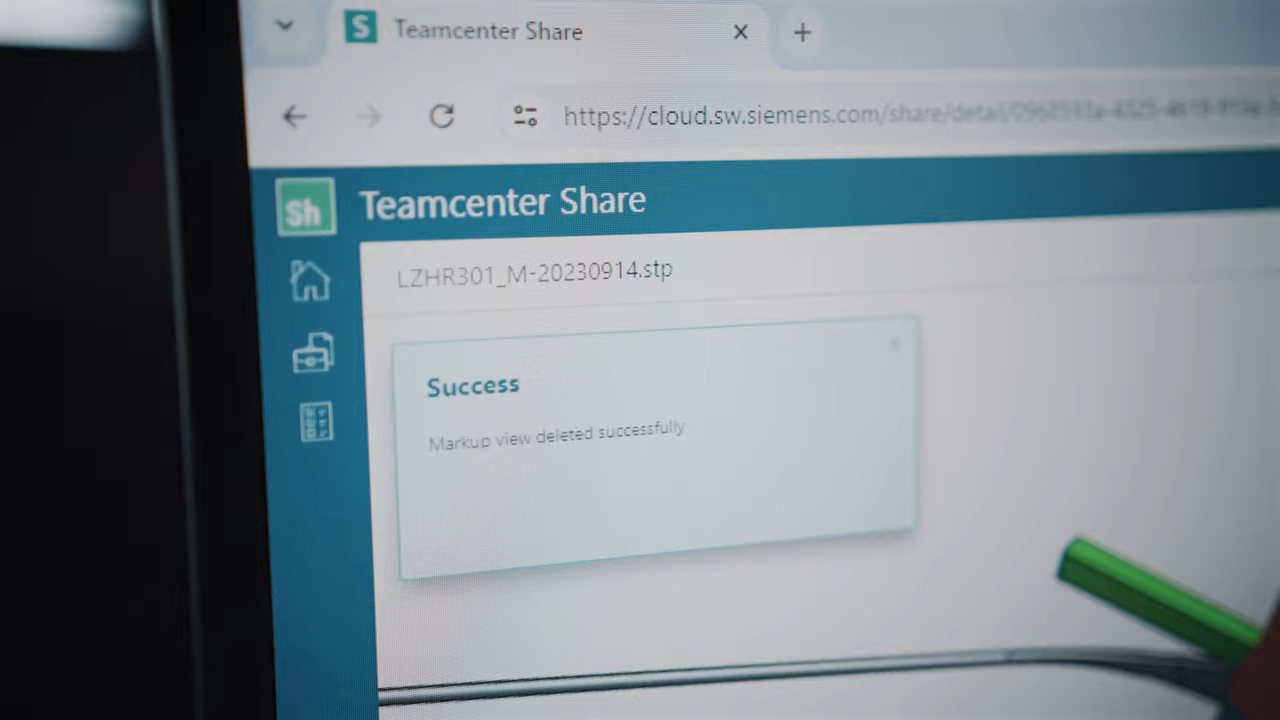 S Teamcenter Share
https://cloud.sw.siemens.com/share/detail/
Sh Teamcenter Share
LZHR301_M-20230914.stp
Success
Markup view deleted successfully